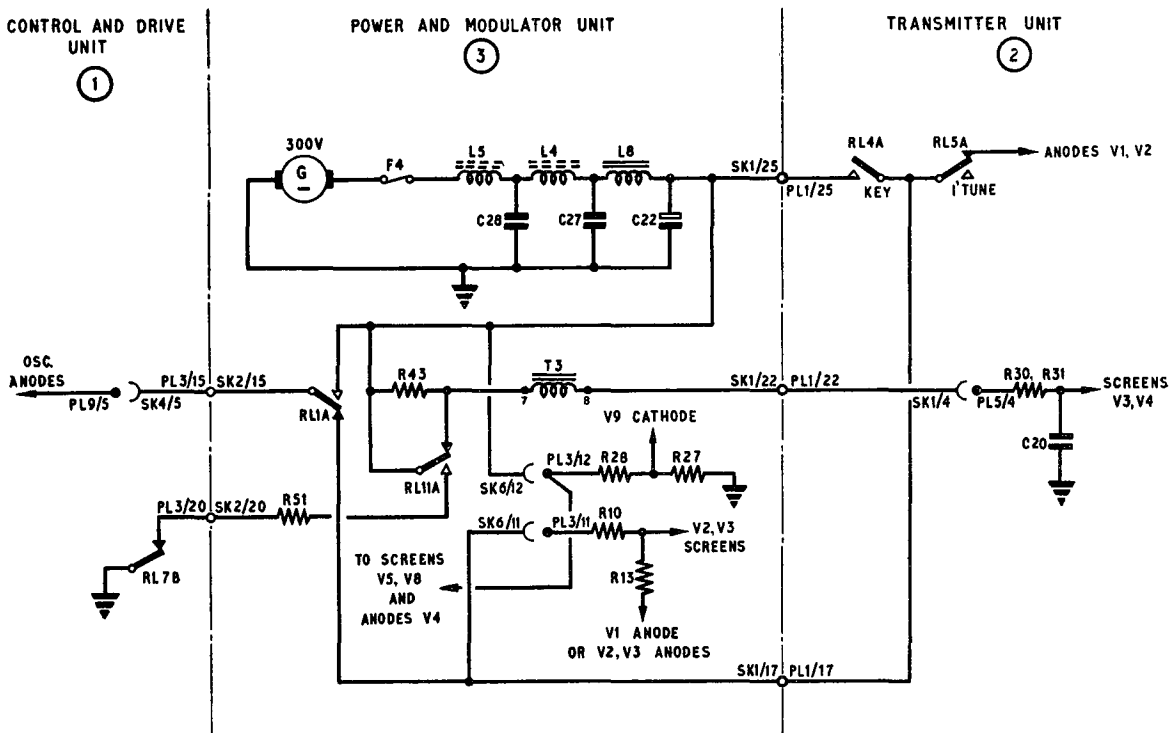 CONTROL AND DRIVE
UNIT
1
POWER AND MODULATOR UNIT
3
TRANSMITTER UNIT
2
300V
G
F4
L5
L4
L8
C28
C27
C22
SK1/25
PL1/25
RL4A
KEY
RL5A
I'TUNE
ANODES V1, V2
OSC.
ANODES
PL9/5
SK4/5
PL3/15
SK2/15
RL1A
R43
T3
7
8
SK1/22
PL1/22
SK1/4
PL5/4
R30, R31
SCREENS
V3,V4
C20
V9 CATHODE
RL11A
SK6/12
PL3/12
R28
R27
PL3/20
SK2/20
R51
RL7B
SK6/11
PL3/11
R10
V2, V3
SCREENS
R13
TO SCREENS
V5, V8
AND
ANODES V4
V1 ANODE
OR V2, V3 ANODES
SK1/17
PL1/17